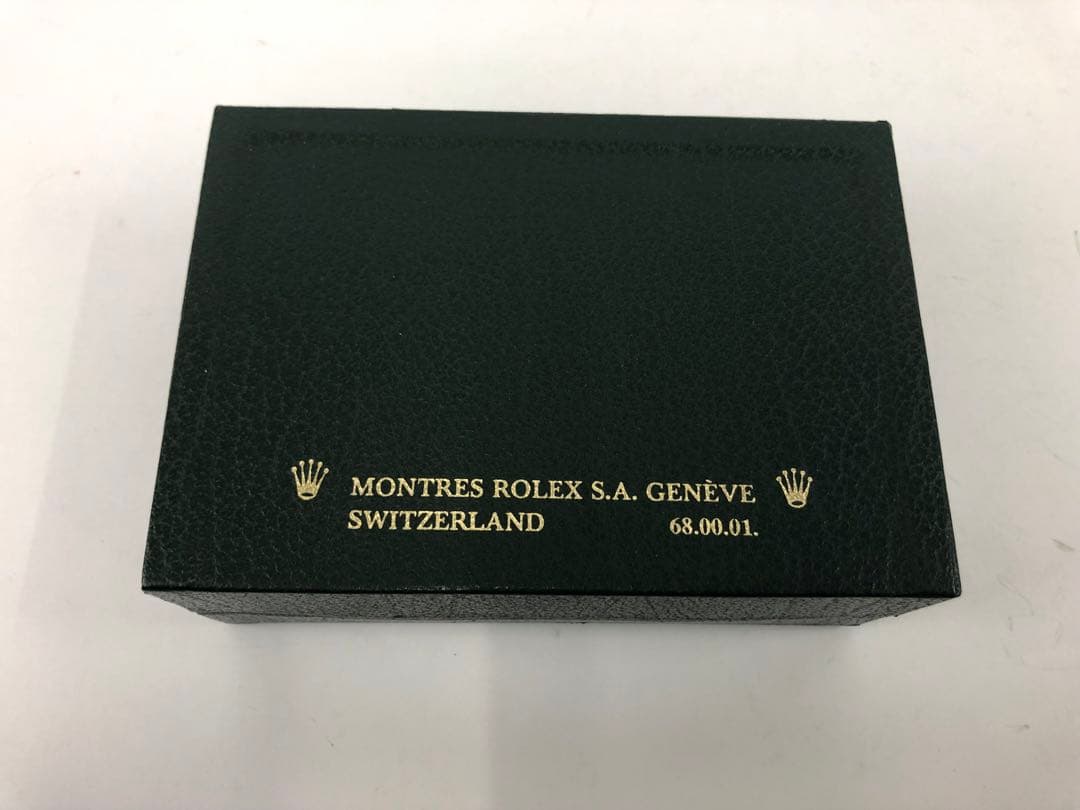 MONTRES ROLEX S.A. GENÈVE
SWITZERLAND 68.00.01.